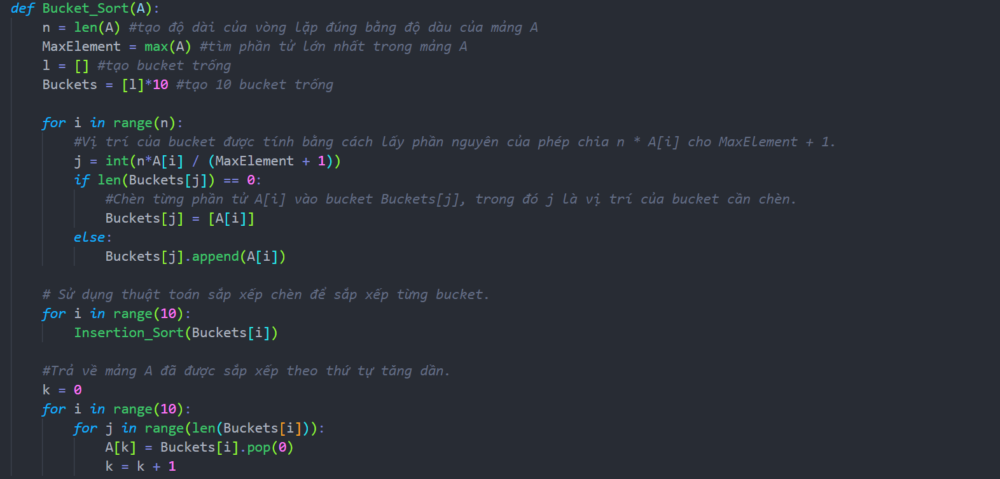 def Bucket_Sort(A):
    n = len(A) #tạo độ dài của vòng lặp đúng bằng độ dàu của mảng A
    MaxElement = max(A) #tìm phần tử lớn nhất trong mảng A
    l = [] #tạo bucket trống
    Buckets = [l]*10 #tạo 10 bucket trống

    for i in range(n):
        #Vị trí của bucket được tính bằng cách lấy phần nguyên của phép chia n * A[i] cho MaxElement + 1.
        j = int(n*A[i] / (MaxElement + 1))
        if len(Buckets[j]) == 0:
            #Chèn từng phần tử A[i] vào bucket Buckets[j], trong đó j là vị trí của bucket cần chèn.
            Buckets[j] = [A[i]]
        else:
            Buckets[j].append(A[i])

    # Sử dụng thuật toán sắp xếp chèn để sắp xếp từng bucket.
    for i in range(10):
        Insertion_Sort(Buckets[i])

    #Trả về mảng A đã được sắp xếp theo thứ tự tăng dần.
    k = 0
    for i in range(10):
        for j in range(len(Buckets[i])):
            A[k] = Buckets[i].pop(0)
            k = k + 1